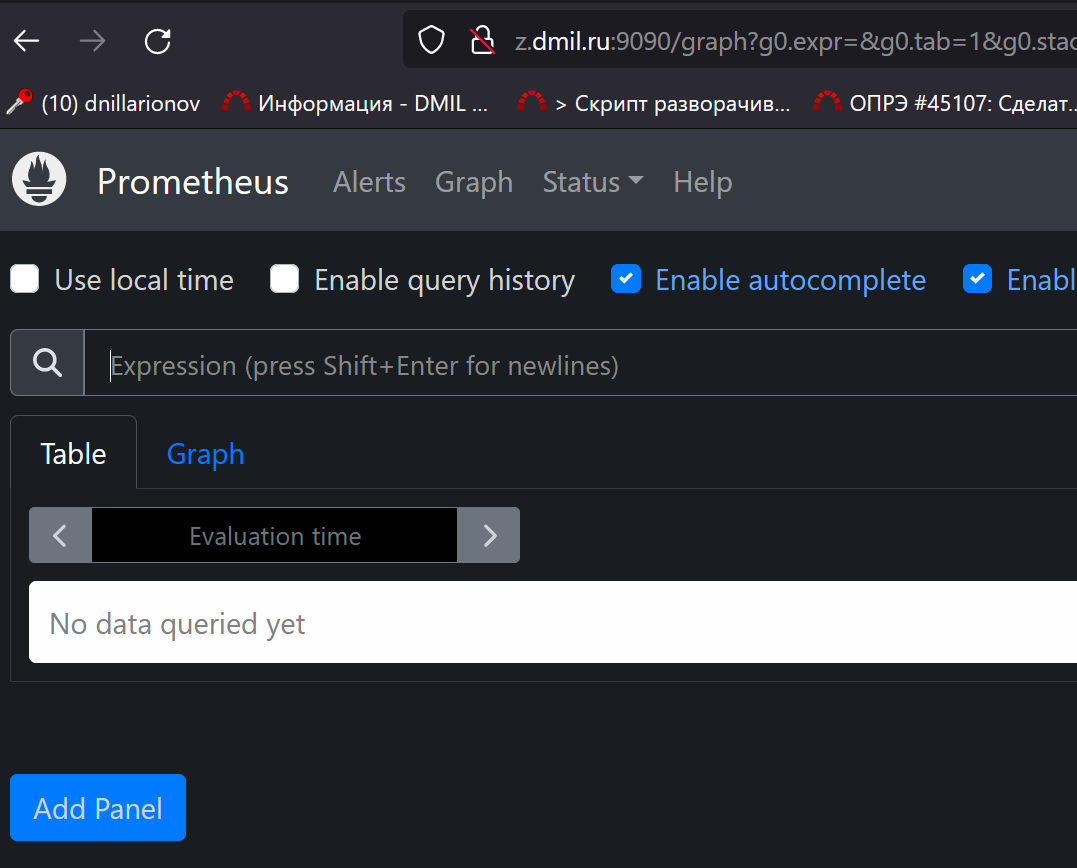 z.dmil.ru:9090/graph?g0.expr=&g0.tab=1&g0.stac
(10) dnillarionov Информация - DMIL ... > Скрипт разворачив... ОПРЭ #45107: Сделат...
Prometheus Alerts Graph Status Help
Use local time Enable query history Enable autocomplete Enabl
Expression (press Shift+Enter for newlines)
Table Graph
Evaluation time
No data queried yet
Add Panel